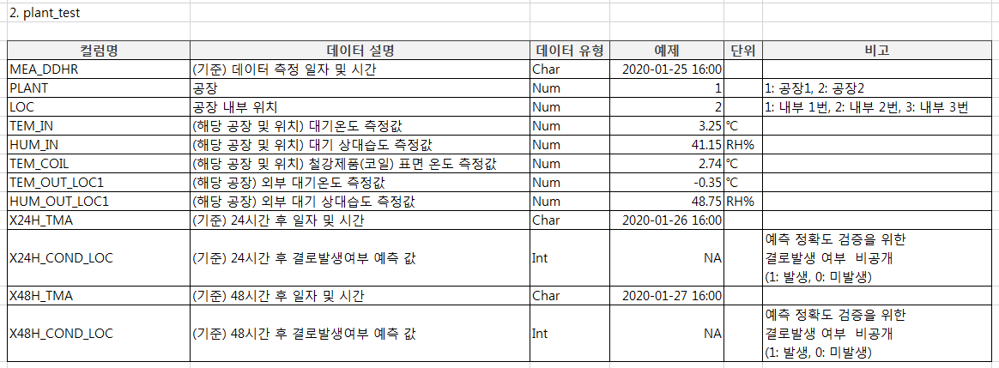 2. plant_test
컬럼명 데이터 설명 데이터 유형 예제 단위 비고
MEA_DDHR (기준) 데이터 측정 일자 및 시간 Char 2020-01-25 16:00
PLANT 공장 Num 1 1: 공장1, 2: 공장2
LOC 공장 내부 위치 Num 2 1: 내부 1번, 2: 내부 2번, 3: 내부 3번
TEM_IN (해당 공장 및 위치) 대기온도 측정값 Num 3.25 ℃
HUM_IN (해당 공장 및 위치) 대기 상대습도 측정값 Num 41.15 RH%
TEM_COIL (해당 공장 및 위치) 철강제품(코일) 표면 온도 측정값 Num 2.74 ℃
TEM_OUT_LOC1 (해당 공장) 외부 대기온도 측정값 Num -0.35 ℃
HUM_OUT_LOC1 (해당 공장) 외부 대기 상대습도 측정값 Num 48.75 RH%
X24H_TMA (기준) 24시간 후 일자 및 시간 Char 2020-01-26 16:00
X24H_COND_LOC (기준) 24시간 후 결로발생여부 예측 값 Int NA 예측 정확도 검증을 위한
결로발생 여부 비공개
(1: 발생, 0: 미발생)
X48H_TMA (기준) 48시간 후 일자 및 시간 Char 2020-01-27 16:00
X48H_COND_LOC (기준) 48시간 후 결로발생여부 예측 값 Int NA 예측 정확도 검증을 위한
결로발생 여부 비공개
(1: 발생, 0: 미발생)